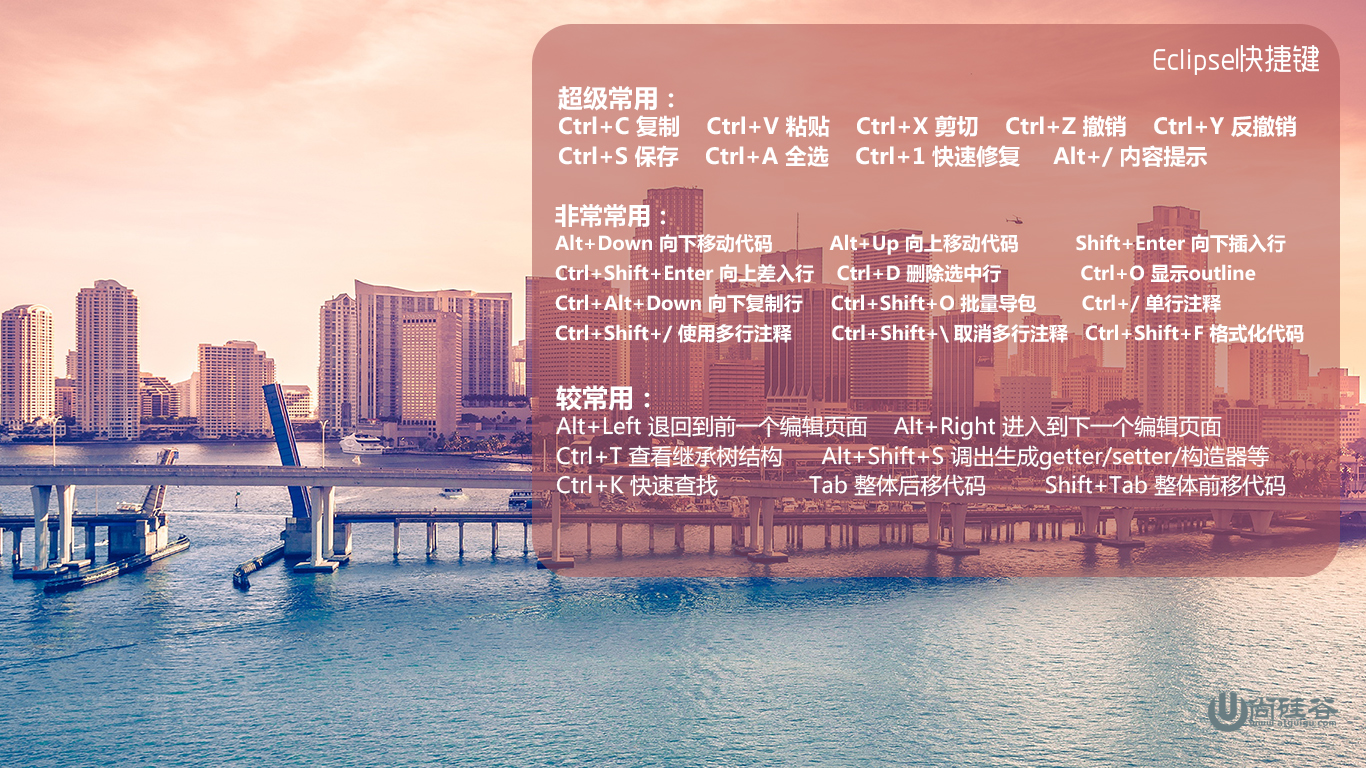 Eclipsel快捷键
超级常用：
Ctrl+C 复制 Ctrl+V 粘贴 Ctrl+X 剪切 Ctrl+Z 撤销 Ctrl+Y 反撤销
Ctrl+S 保存 Ctrl+A 全选 Ctrl+1 快速修复 Alt+/ 内容提示
非常常用：
Alt+Down 向下移动代码 Alt+Up 向上移动代码 Shift+Enter 向下插入行
Ctrl+Shift+Enter 向上差入行 Ctrl+D 删除选中行 Ctrl+O 显示outline
Ctrl+Alt+Down 向下复制行 Ctrl+Shift+O 批量导包 Ctrl+/ 单行注释
Ctrl+Shift+/ 使用多行注释 Ctrl+Shift+\ 取消多行注释 Ctrl+Shift+F 格式化代码
较常用：
Alt+Left 退回到前一个编辑页面 Alt+Right 进入到下一个编辑页面
Ctrl+T 查看继承树结构 Alt+Shift+S 调出生成getter/setter/构造器等
Ctrl+K 快速查找 Tab 整体后移代码 Shift+Tab 整体前移代码
尚硅谷
www.atguigu.com